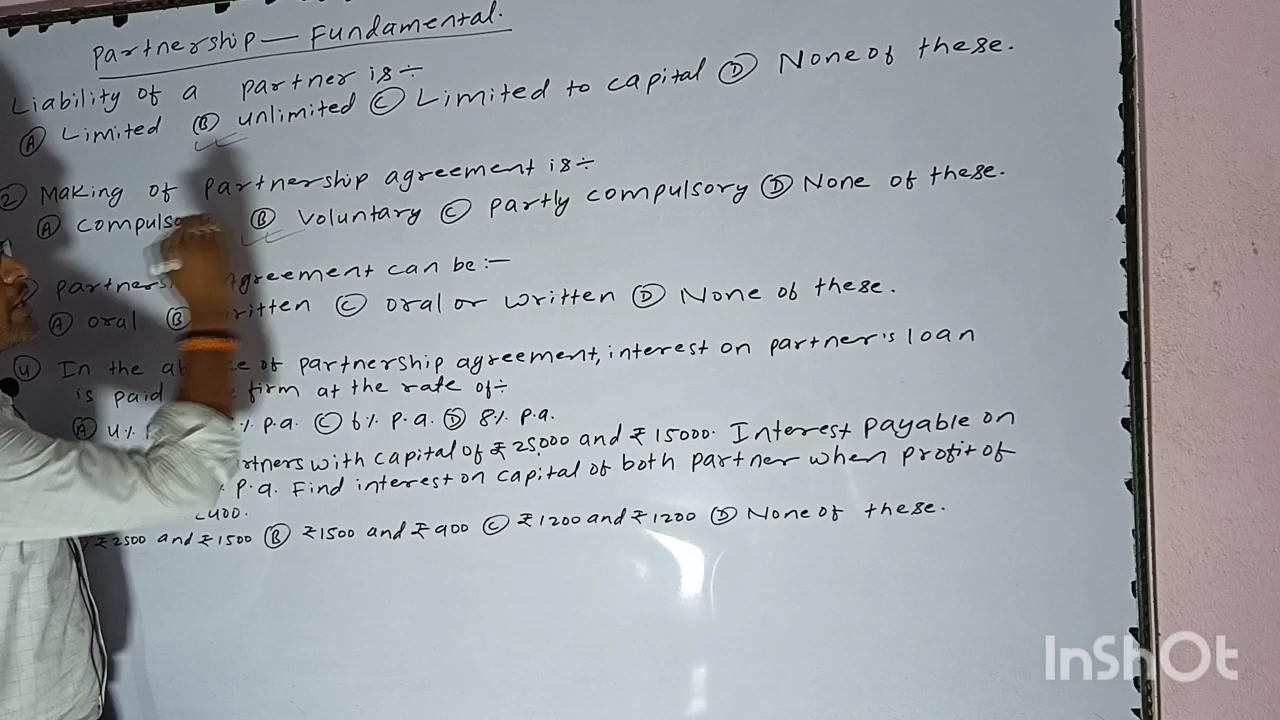 Partnership — Fundamental.
Liability of a partner is÷
Ⓐ Limited Ⓑ unlimited Ⓒ Limited to capital Ⓓ None of these.
② Making of partnership agreement is÷
Ⓐ Ⓑ Voluntary Ⓒ partly compulsory Ⓓ None of these.
agreement can be:—
Ⓐ oral Ⓑ Ⓒ oral or written Ⓓ None of these.
④ In the of partnership agreement, interest on partner's loan
is paid firm at the rate of÷
Ⓐ 4% % p.a. Ⓒ 6% p.a. Ⓓ 8% p.a.
with capital of ₹25000 and ₹15000. Interest payable on
p.a. Find interest on capital of both partner when profit of
₹2500 and ₹1500 Ⓑ ₹1500 and ₹900 Ⓒ ₹1200 and ₹1200 Ⓓ None of these.
InShOt